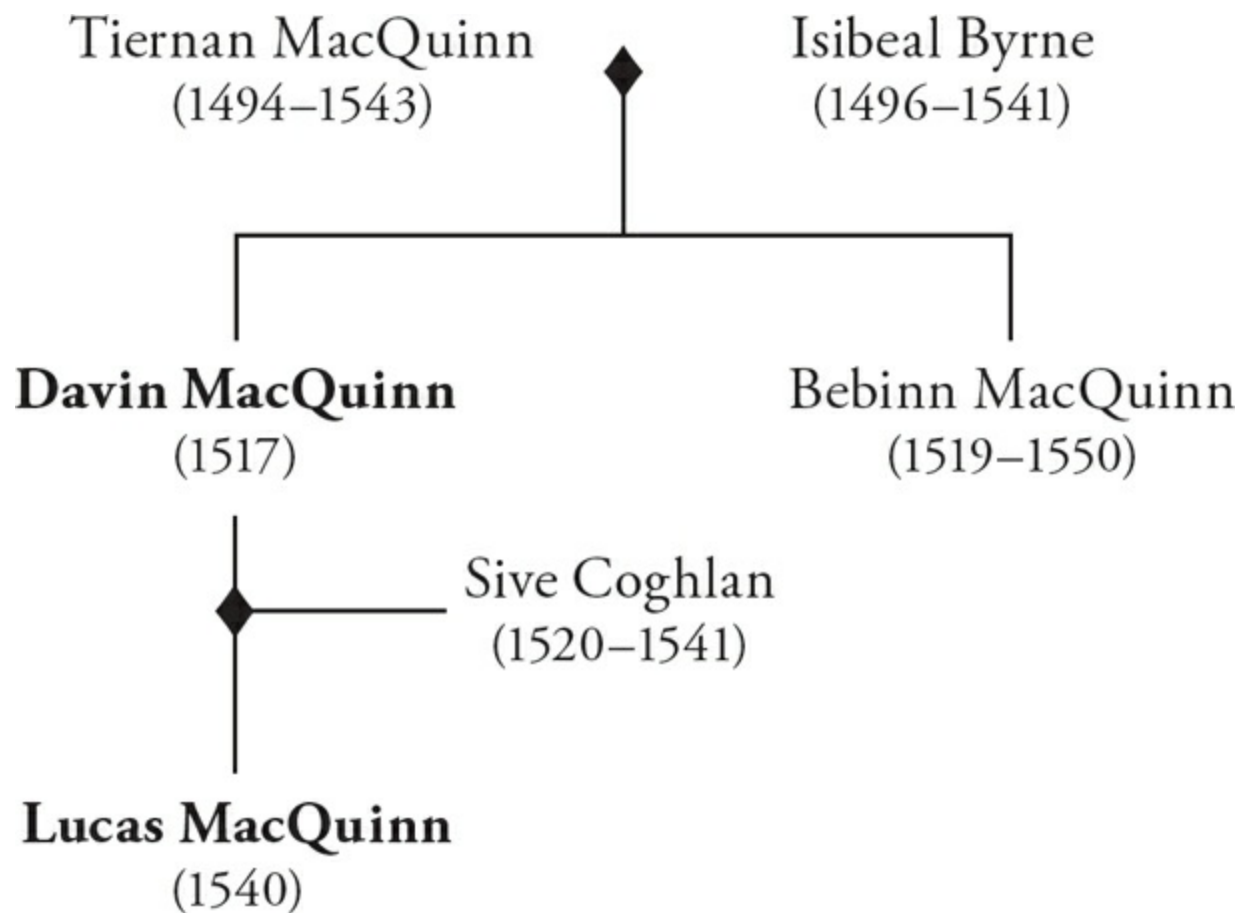 Tiernan MacQuinn
(1494–1543)
Isibeal Byrne
(1496–1541)
Davin MacQuinn
(1517)
Bebinn MacQuinn
(1519–1550)
Sive Coghlan
(1520–1541)
Lucas MacQuinn
(1540)